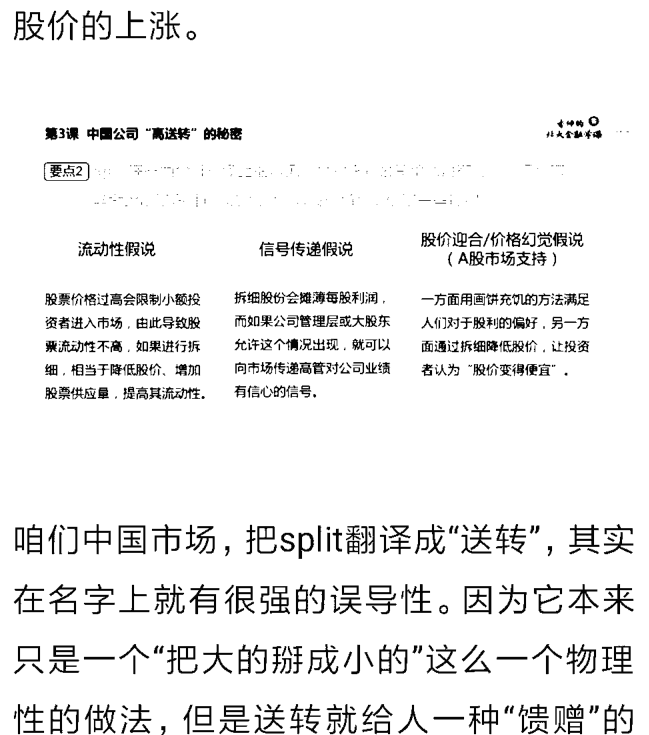 股价的上涨。
第3课 中国公司“高送转”的秘密
北大金融学课
要点2
流动性假说
股票价格过高会限制小额投
资者进入市场，由此导致股
票流动性不高，如果进行拆
细，相当于降低股价、增加
股票供应量，提高其流动性。
信号传递假说
拆细股份会摊薄每股利润，
而如果公司管理层或大股东
允许这个情况出现，就可以
向市场传递高管对公司业绩
有信心的信号。
股价迎合/价格幻觉假说
（A股市场支持）
一方面用画饼充饥的方法满足
人们对于股利的偏好，另一方
面通过拆细降低股价，让投资
者认为“股价变得便宜”。
咱们中国市场，把split翻译成“送转”，其实
在名字上就有很强的误导性。因为它本来
只是一个“把大的掰成小的”这么一个物理
性的做法，但是送转就给人一种“馈赠”的